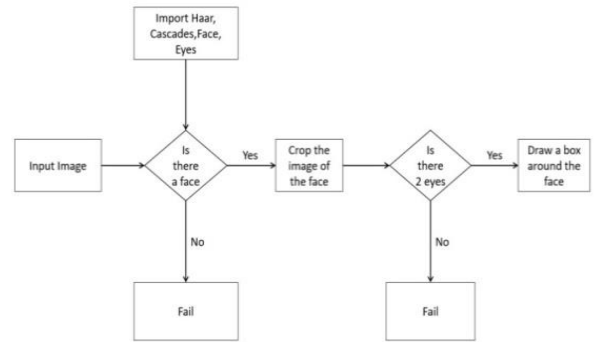 Import Haar,
Cascades,Face,
Eyes
Input Image
Is
there
a face
Yes
Crop the
image of
the face
Is
there
2 eyes
Yes
Draw a box
around the
face
No
No
Fail
Fail